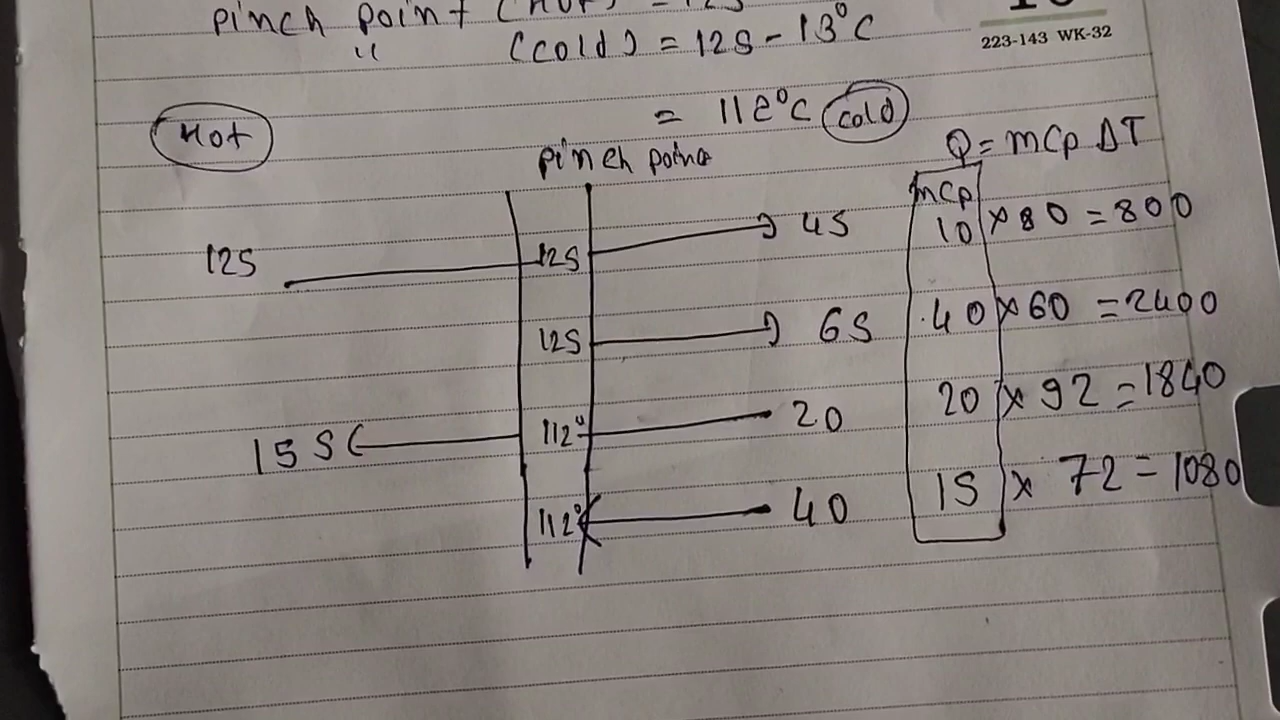 pinch point (HOT) = 125
" (cold) = 125 - 13°C
223-143 WK-32
= 112°C cold
HOT
pinch point
Q = mCp ΔT
mcp
125 125 45 10 × 80 = 800
125 65 40 × 60 = 2400
155 112° 20 20 × 92 = 1840
112° 40 15 × 72 = 1080